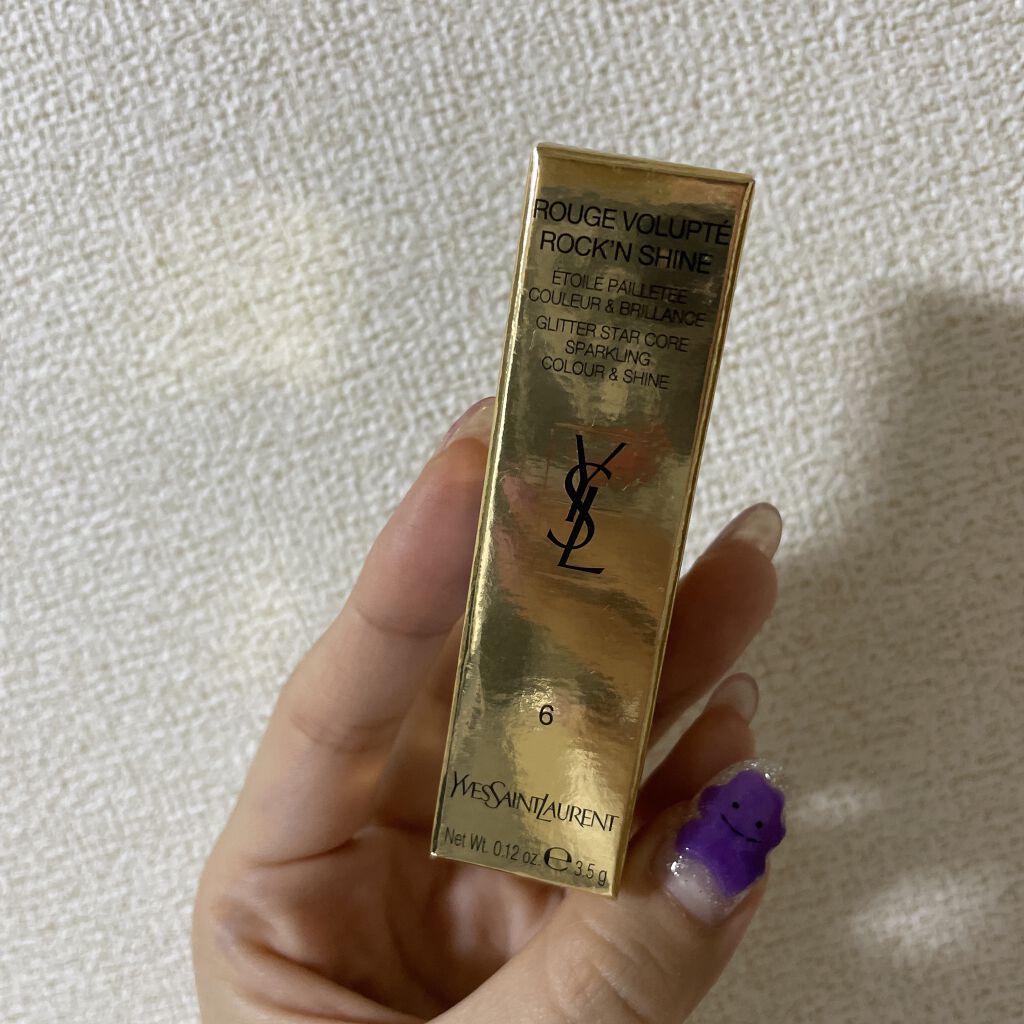 ROUGE VOLUPTÉ
ROCK'N SHINE
ÉTOILE PAILLETÉE
COULEUR & BRILLANCE
GLITTER STAR CORE
SPARKLING
COLOUR & SHINE
YSL
6
YVESSAINTLAURENT
Net Wt. 0.12 oz. ℮ 3.5 g